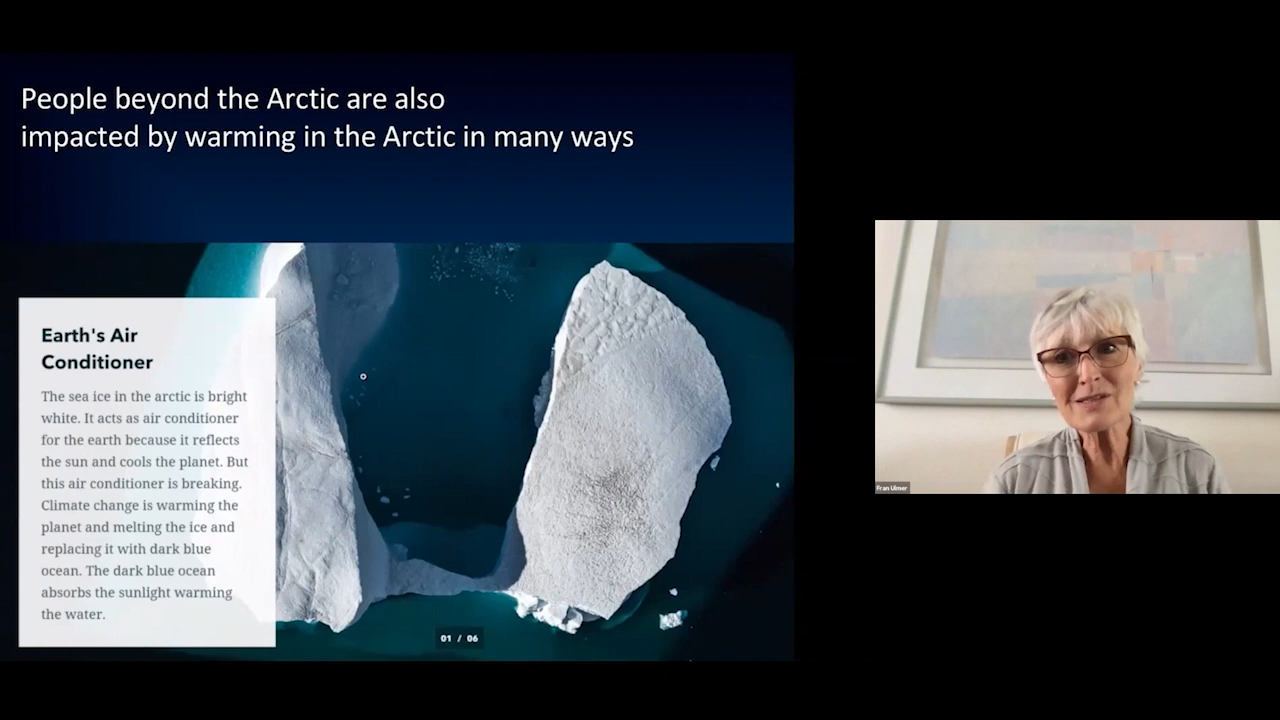 People beyond the Arctic are also
impacted by warming in the Arctic in many ways
Earth's Air
Conditioner
The sea ice in the arctic is bright
white. It acts as air conditioner
for the earth because it reflects
the sun and cools the planet. But
this air conditioner is breaking.
Climate change is warming the
planet and melting the ice and
replacing it with dark blue
ocean. The dark blue ocean
absorbs the sunlight warming
the water.
01 / 06
Fran Ulmer